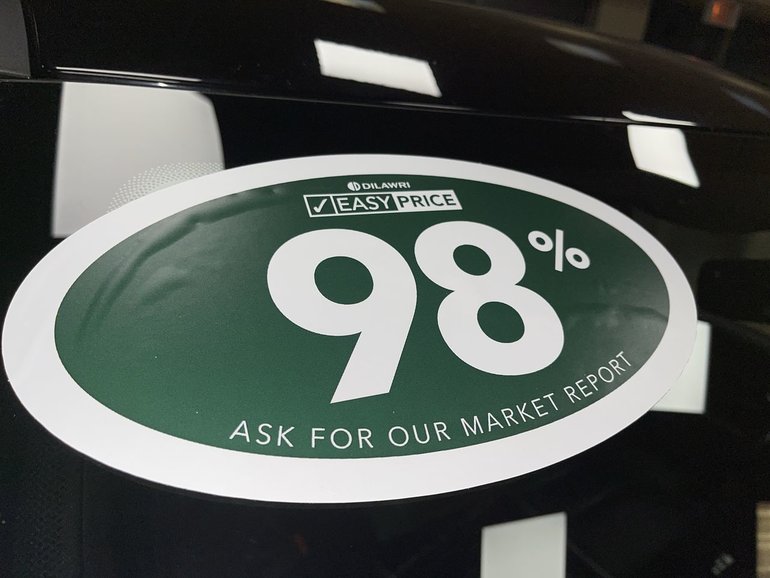 DILAWRI
✓ EASY PRICE
98%
ASK FOR OUR MARKET REPORT